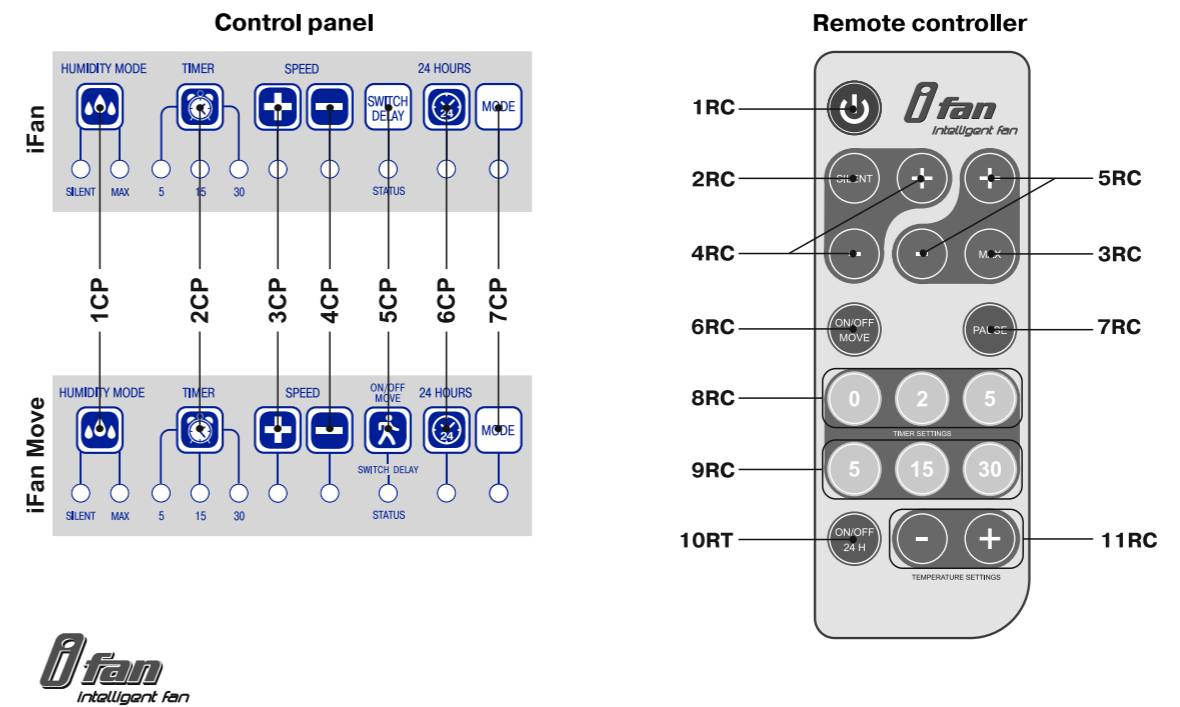 Control panel
iFan
HUMIDITY MODE TIMER SPEED 24 HOURS
SWITCH DELAY 24 MODE
SILENT MAX 5 15 30 STATUS
1CP 2CP 3CP 4CP 5CP 6CP 7CP
iFan Move
HUMIDITY MODE TIMER SPEED ON/OFF MOVE 24 HOURS
24 MODE
SWITCH DELAY
SILENT MAX 5 15 30 STATUS
Remote controller
1RC
i fan
intelligent fan
2RC SILENT + + 5RC
4RC - - MAX 3RC
6RC ON/OFF MOVE PAUSE 7RC
8RC 0 2 5
TIMER SETTINGS
9RC 5 15 30
10RT ON/OFF 24 H - + 11RC
TEMPERATURE SETTINGS
i fan
intelligent fan